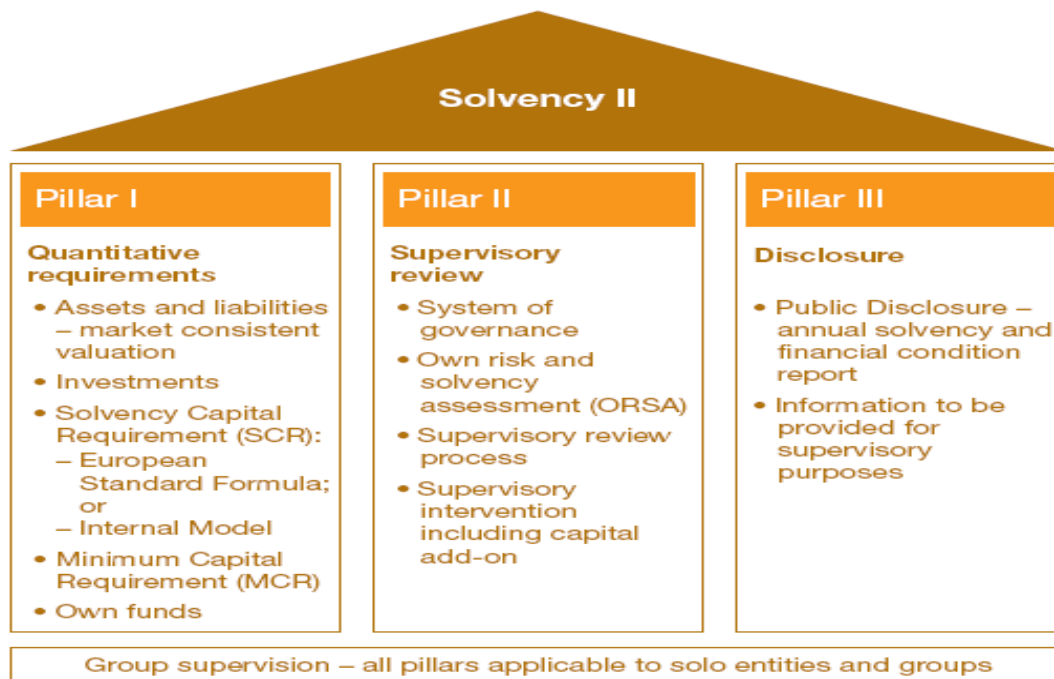 Solvency II
Pillar I
Quantitative
requirements
• Assets and liabilities
– market consistent
valuation
• Investments
• Solvency Capital
Requirement (SCR):
– European
Standard Formula;
or
– Internal Model
• Minimum Capital
Requirement (MCR)
• Own funds
Pillar II
Supervisory
review
• System of
governance
• Own risk and
solvency
assessment (ORSA)
• Supervisory review
process
• Supervisory
intervention
including capital
add-on
Pillar III
Disclosure
• Public Disclosure –
annual solvency and
financial condition
report
• Information to be
provided for
supervisory
purposes
Group supervision – all pillars applicable to solo entities and groups